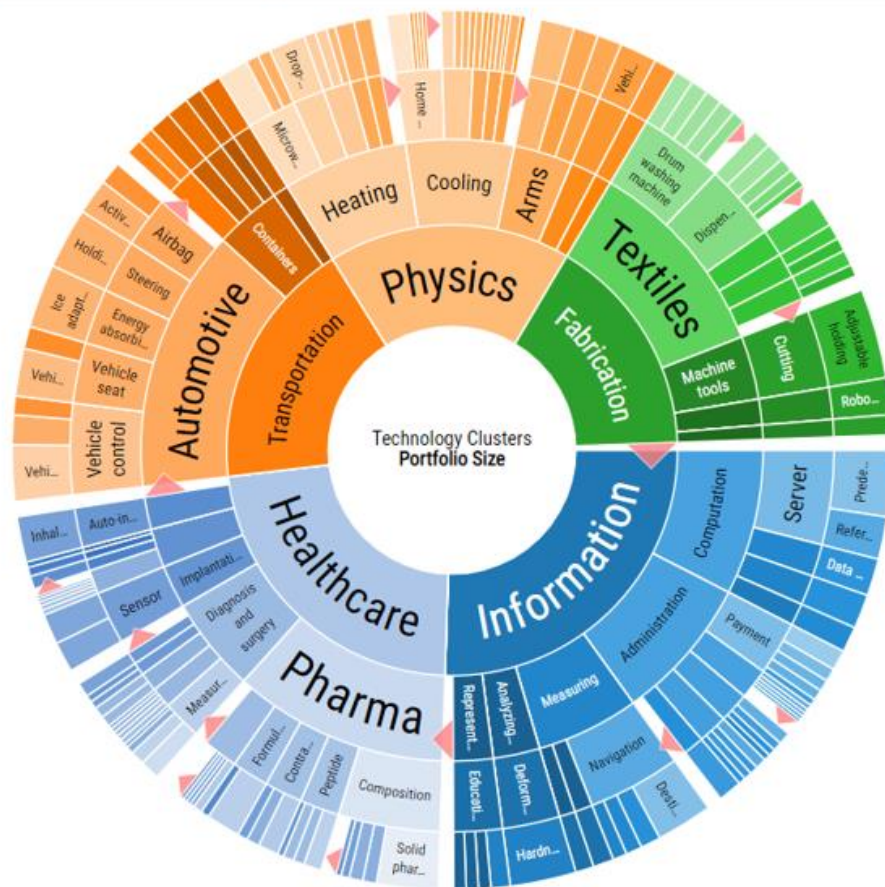 Technology Clusters
Portfolio Size
Physics
Heating
Cooling
Arms
Microw...
Drop-...
Home
...
Vehi...
Fabrication
Textiles
Drum
washing
machine
Dispen...
Machine
tools
Cutting
Adjustable
holding
Robo...
Information
Computation
Server
Prede...
Refer...
Data ...
Administration
Payment
Measuring
Navigation
Desti...
Analyzing...
Deform...
Hardn...
Represent...
Educati...
Healthcare
Pharma
Composition
Solid
phar...
Peptide
Contra...
Formul...
Diagnosis
and
surgery
Measur...
Implantati...
Sensor
Auto-in...
Inhal...
Transportation
Automotive
Vehicle
control
Vehi...
Vehicle
seat
Vehi...
Energy
absorbi...
Ice
adapt...
Steering
Holdi...
Airbag
Activ...
Containers